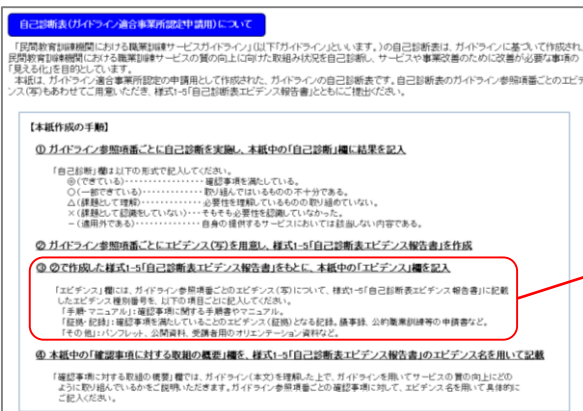 自己診断表(ガイドライン適合事業所認定申請用)について
「民間教育訓練機関における職業訓練サービスガイドライン」(以下「ガイドライン」といいます。)の自己診断表は、ガイドラインに基づいて作成され、
民間教育訓練機関における職業訓練サービスの質の向上に向けた取組み状況を自己診断し、サービスや事業改善のために改善が必要な事項の
「見える化」を目的としています。
本紙は、ガイドライン適合事業所認定の申請用として作成された、ガイドラインの自己診断表です。自己診断表のガイドライン参照項番ごとのエビデ
ンス(写)もあわせてご用意いただき、様式1-5「自己診断表エビデンス報告書」とともにご提出ください。
【本紙作成の手順】
① ガイドライン参照項番ごとに自己診断を実施し、本紙中の「自己診断」欄に結果を記入
「自己診断」欄は以下の形式で記入してください。
◎(できている)・・・・・・・・・・・・・・・・確認事項を満たしている。
○(一部できている)・・・・・・・・・・・・取り組んではいるものの不十分である。
△(課題として理解)・・・・・・・・・・・・必要性を理解しているものの取り組めていない。
×(課題として認識をしていない)・・・そもそも必要性を認識していなかった。
−(適用外である)・・・・・・・・・・・・・・自身の提供するサービスにおいては該当しない内容である。
② ガイドライン参照項番ごとにエビデンス(写)を用意し、様式1-5「自己診断表エビデンス報告書」を作成
③ ②で作成した様式1-5「自己診断表エビデンス報告書」をもとに、本紙中の「エビデンス」欄を記入
「エビデンス」欄には、ガイドライン参照項番ごとのエビデンス(写)について、様式1-5「自己診断表エビデンス報告書」に記載
したエビデンス種別番号を、以下の項目ごとに記入してください。
「手順・マニュアル」:確認事項に関する手順書やマニュアル。
「証拠・記録」:確認事項を満たしていることのエビデンス(証拠)となる記録。議事録、公的職業訓練等の申請書など。
「その他」:パンフレット、公開資料、受講者用のオリエンテーション資料など。
④ 本紙中の「確認事項に対する取組の概要」欄を、様式1-5「自己診断表エビデンス報告書」のエビデンス名を用いて記載
「確認事項に対する取組の概要」欄では、ガイドライン(本文)を理解した上で、ガイドラインを用いてサービスの質の向上にどの
ように取り組んでいるかをご説明いただきます。ガイドライン参照項番ごとの確認事項に対して、エビデンス名を用いて具体的に
ご記入ください。